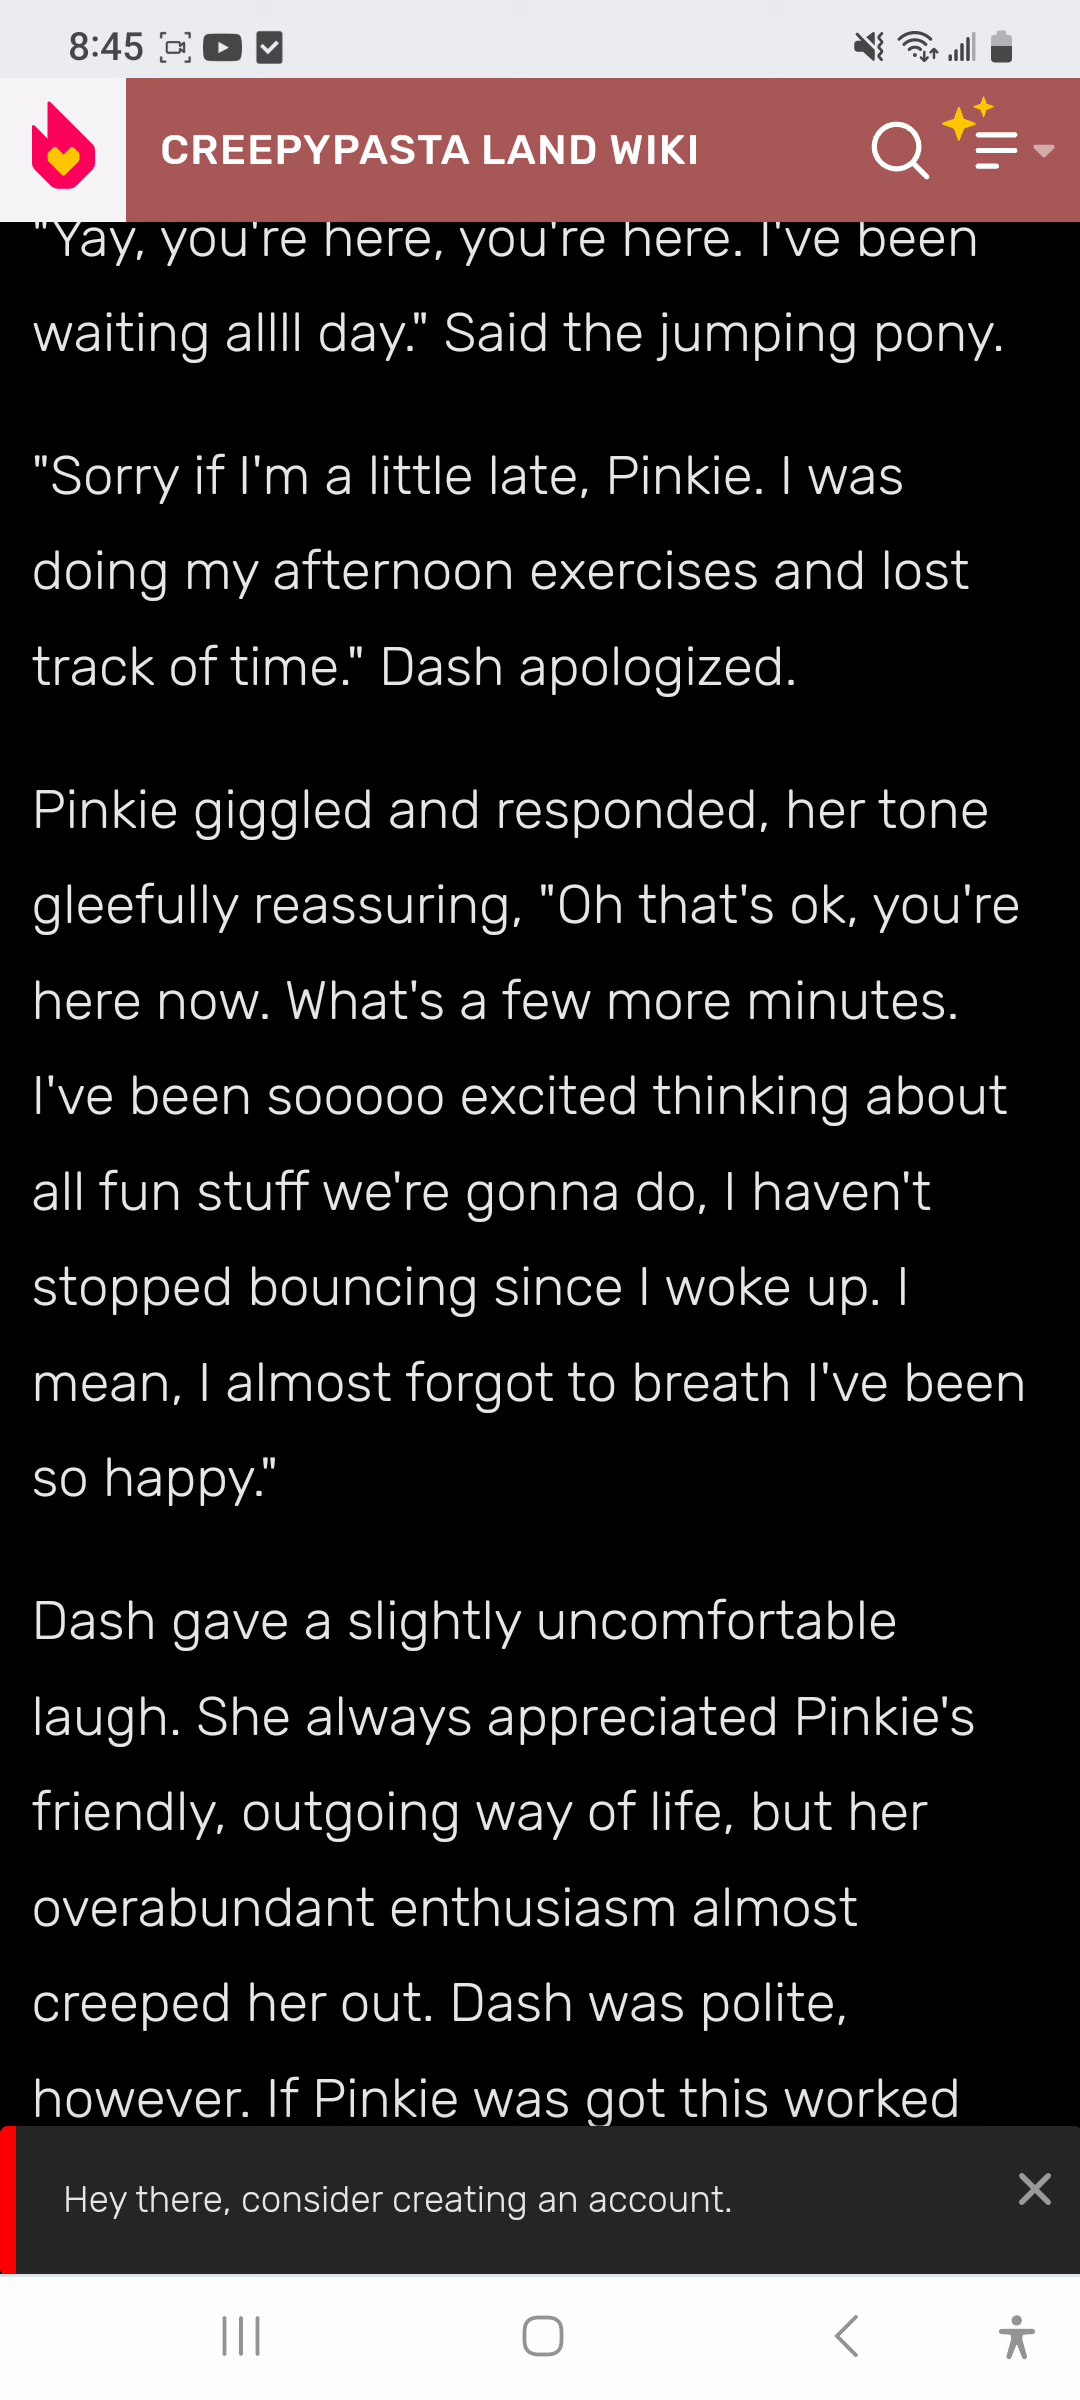 8:45
CREEPYPASTA LAND WIKI
"Yay, you're here, you're here. I've been
waiting allll day." Said the jumping pony.
"Sorry if I'm a little late, Pinkie. I was
doing my afternoon exercises and lost
track of time." Dash apologized.
Pinkie giggled and responded, her tone
gleefully reassuring, "Oh that's ok, you're
here now. What's a few more minutes.
I've been sooooo excited thinking about
all fun stuff we're gonna do, I haven't
stopped bouncing since I woke up. I
mean, I almost forgot to breath I've been
so happy."
Dash gave a slightly uncomfortable
laugh. She always appreciated Pinkie's
friendly, outgoing way of life, but her
overabundant enthusiasm almost
creeped her out. Dash was polite,
however. If Pinkie was got this worked
Hey there, consider creating an account.